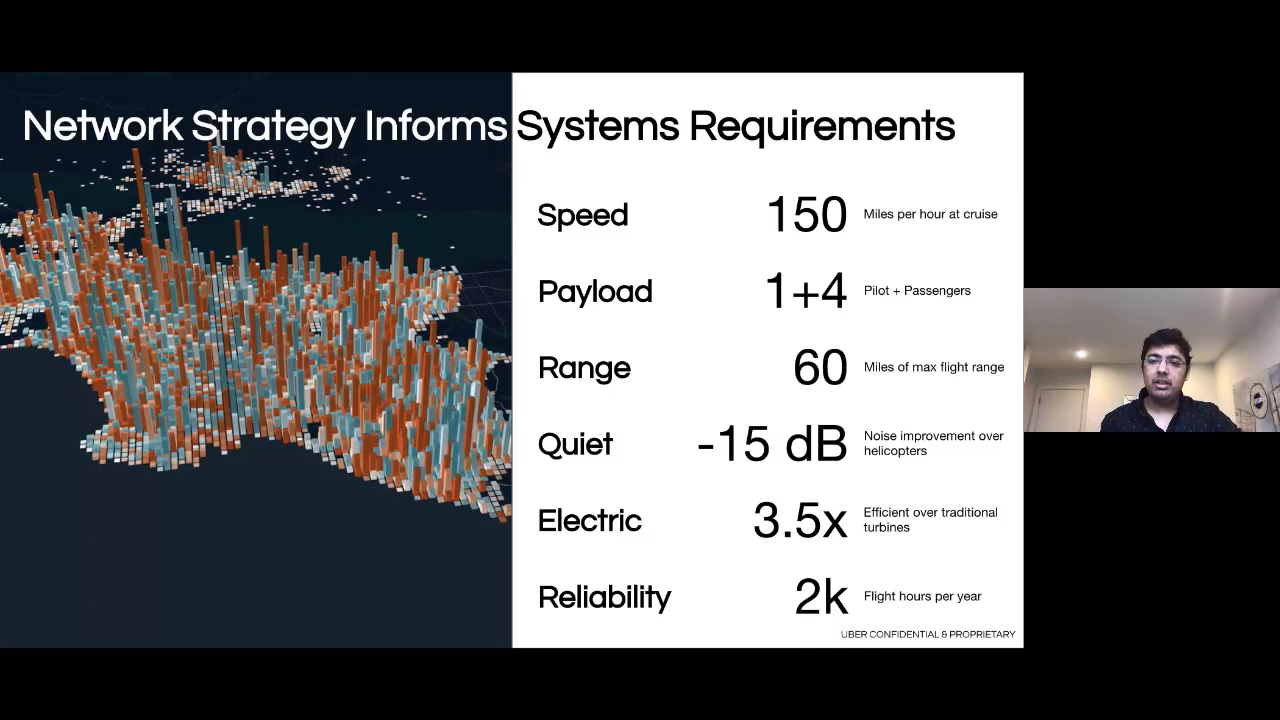 Network Strategy Informs Systems Requirements
Speed 150 Miles per hour at cruise
Payload 1+4 Pilot + Passengers
Range 60 Miles of max flight range
Quiet -15 dB Noise improvement over
helicopters
Electric 3.5x Efficient over traditional
turbines
Reliability 2k Flight hours per year
UBER CONFIDENTIAL & PROPRIETARY